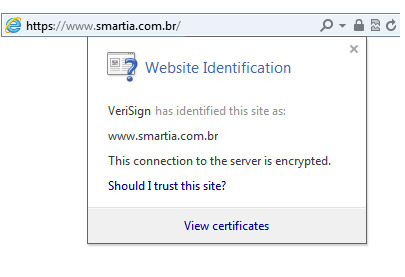 https://www.smartia.com.br/
Website Identification
VeriSign has identified this site as:
www.smartia.com.br
This connection to the server is encrypted.
Should I trust this site?
View certificates